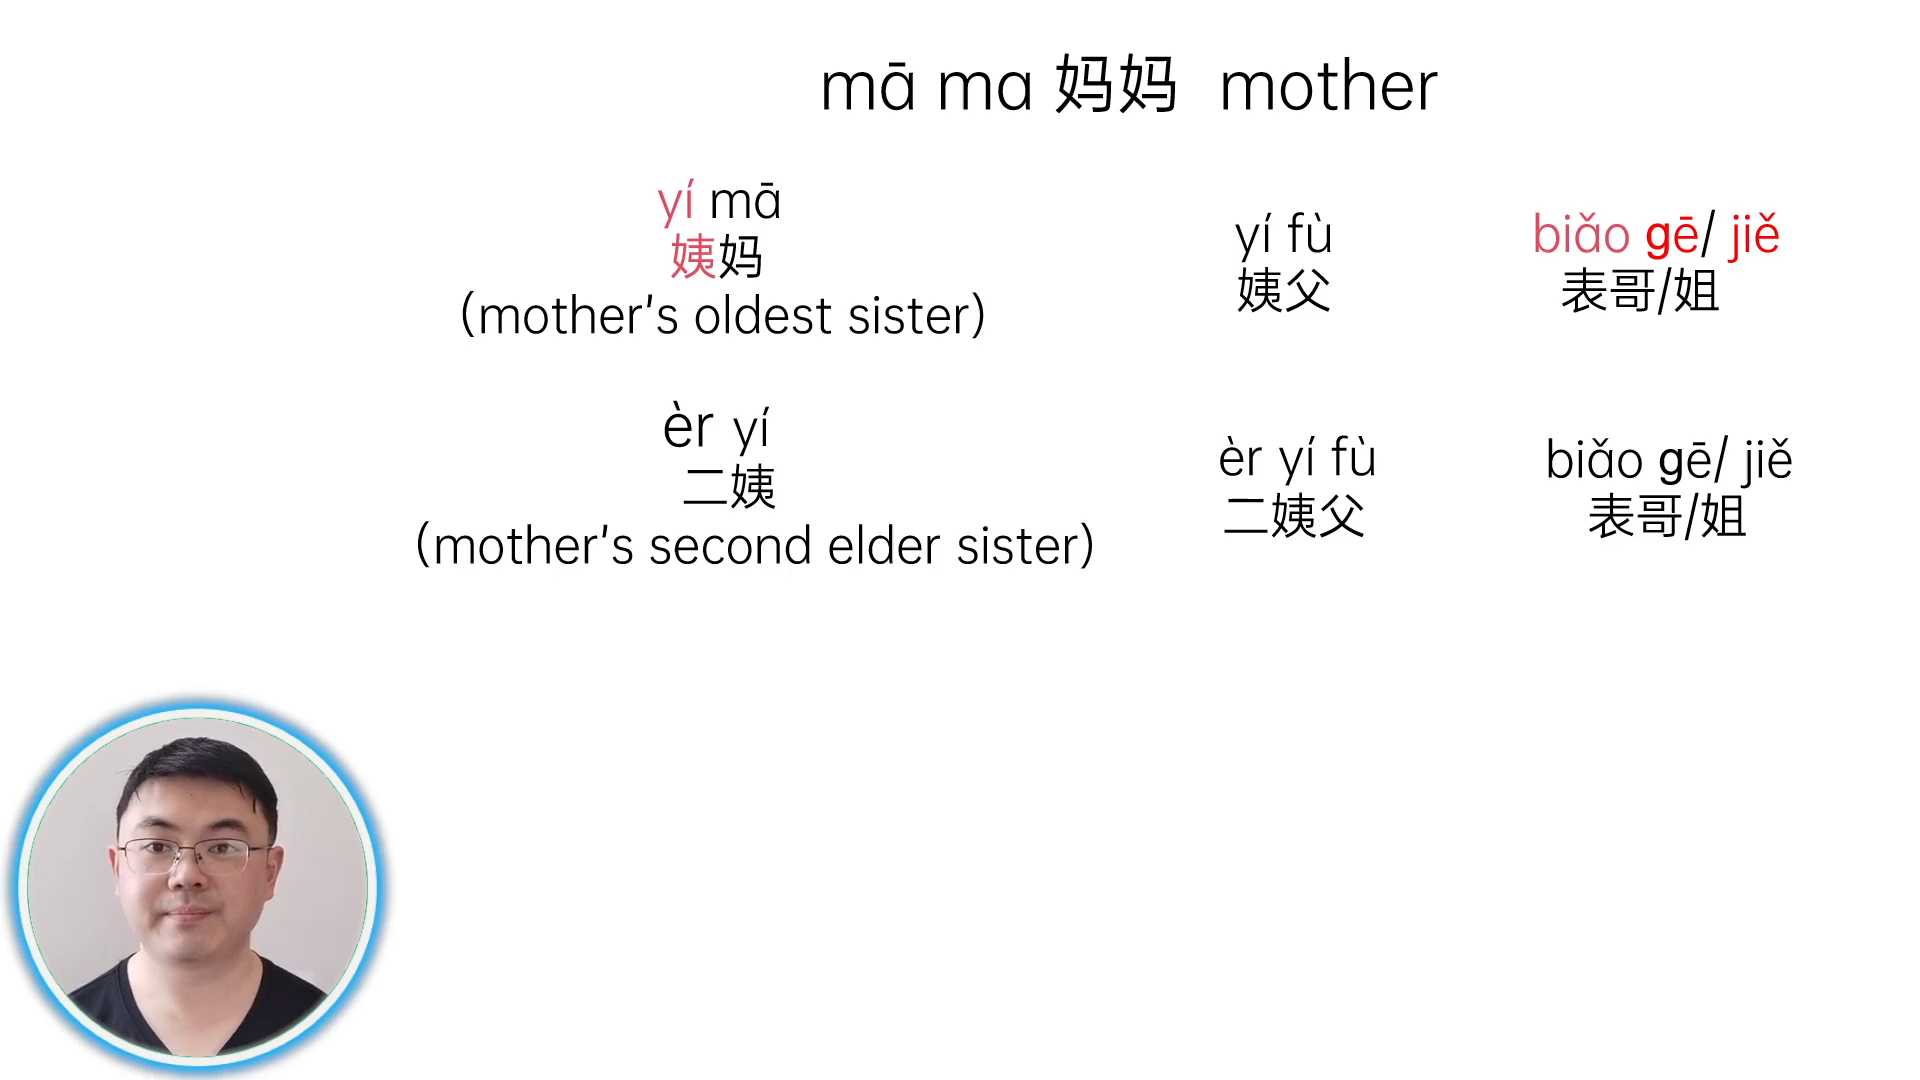 mā ma 妈妈 mother
yí mā
姨妈
(mother's oldest sister)
yí fù
姨父
biǎo gē/ jiě
表哥/姐
èr yí
二姨
(mother's second elder sister)
èr yí fù
二姨父
biǎo gē/ jiě
表哥/姐